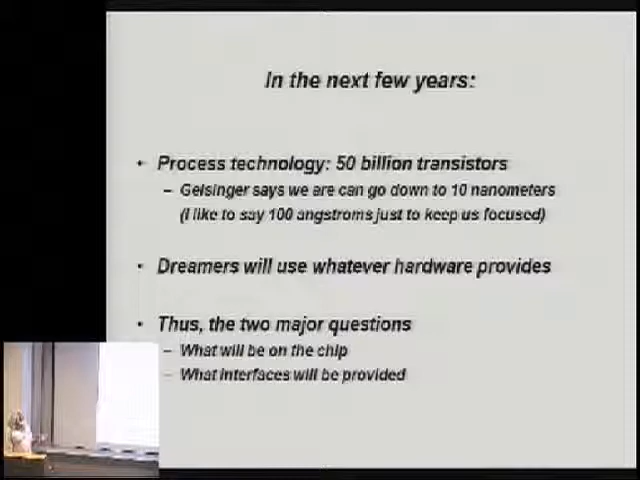 In the next few years:
• Process technology: 50 billion transistors
– Gelsinger says we are can go down to 10 nanometers
(I like to say 100 angstroms just to keep us focused)
• Dreamers will use whatever hardware provides
• Thus, the two major questions
– What will be on the chip
– What interfaces will be provided